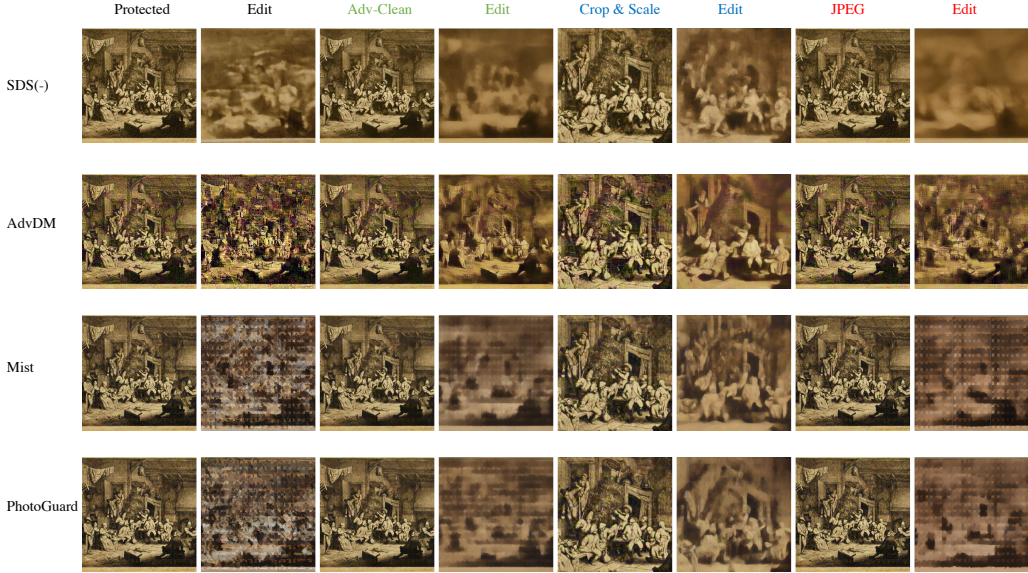 Protected Edit Adv-Clean Edit Crop & Scale Edit JPEG Edit
SDS(-)
AdvDM
Mist
PhotoGuard